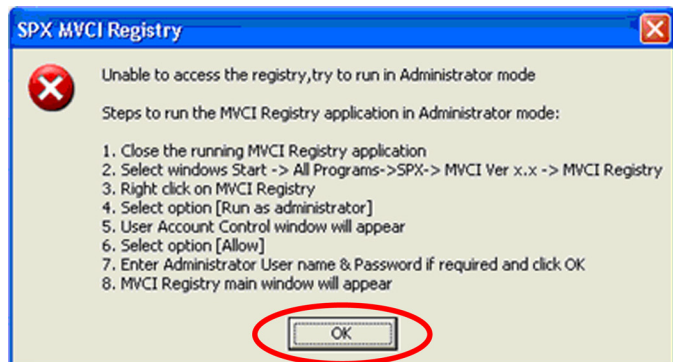 SPX MVCI Registry
Unable to access the registry,try to run in Administrator mode
Steps to run the MVCI Registry application in Administrator mode:
1. Close the running MVCI Registry application
2. Select windows Start -> All Programs->SPX-> MVCI Ver x.x -> MVCI Registry
3. Right click on MVCI Registry
4. Select option [Run as administrator]
5. User Account Control window will appear
6. Select option [Allow]
7. Enter Administrator User name & Password if required and click OK
8. MVCI Registry main window will appear
OK